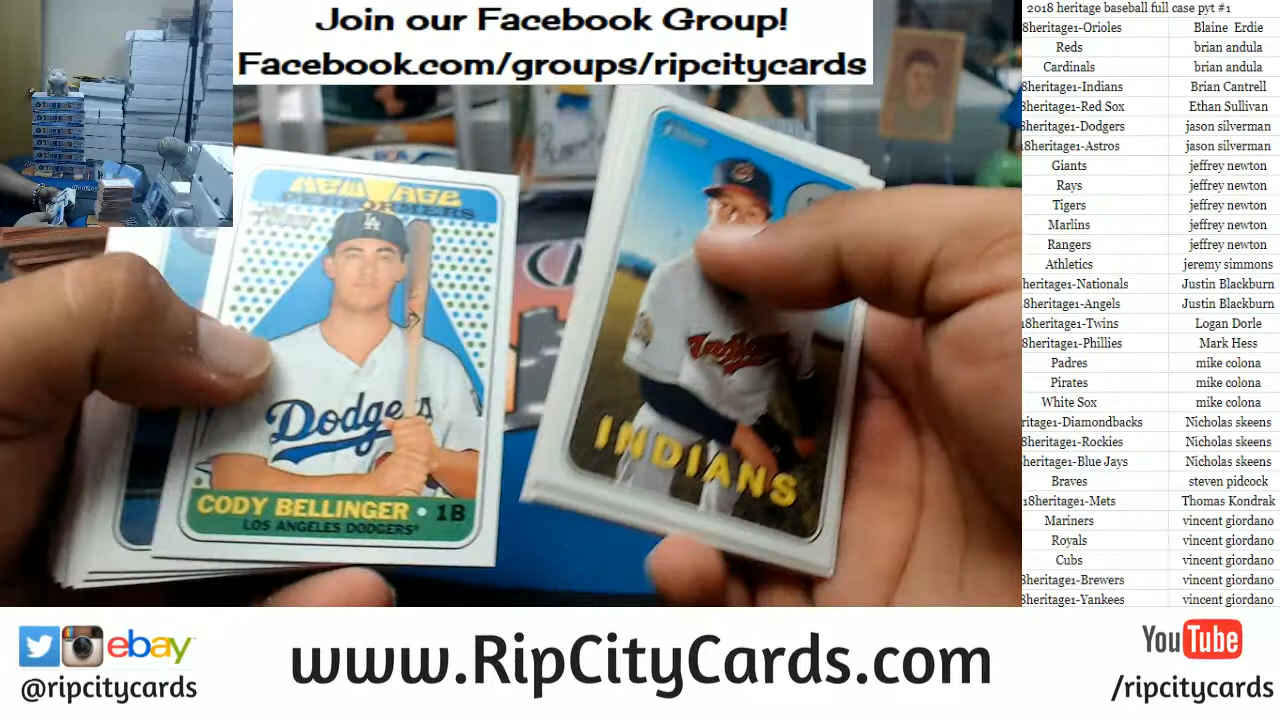 Join our Facebook Group!
Facebook.com/groups/ripcitycards
2018 heritage baseball full case pyt #1
8heritage1-Orioles Blaine Erdie
Reds brian andula
Cardinals brian andula
8heritage1-Indians Brian Cantrell
8heritage1-Red Sox Ethan Sullivan
8heritage1-Dodgers jason silverman
18heritage1-Astros jason silverman
Giants jeffrey newton
Rays jeffrey newton
Tigers jeffrey newton
Marlins jeffrey newton
Rangers jeffrey newton
Athletics jeremy simmons
heritage1-Nationals Justin Blackburn
18heritage1-Angels Justin Blackburn
18heritage1-Twins Logan Dorle
8heritage1-Phillies Mark Hess
Padres mike colona
Pirates mike colona
White Sox mike colona
ritage1-Diamondbacks Nicholas skeens
8heritage1-Rockies Nicholas skeens
8heritage1-Blue Jays Nicholas skeens
Braves steven pidcock
18heritage1-Mets Thomas Kondrak
Mariners vincent giordano
Royals vincent giordano
Cubs vincent giordano
8heritage1-Brewers vincent giordano
8heritage1-Yankees vincent giordano
NEW AGE
PERFORMERS
LA
Dodgers
CODY BELLINGER • 1B
LOS ANGELES DODGERS
Indians
INDIANS
ebay
@ripcitycards
www.RipCityCards.com
YouTube
/ripcitycards